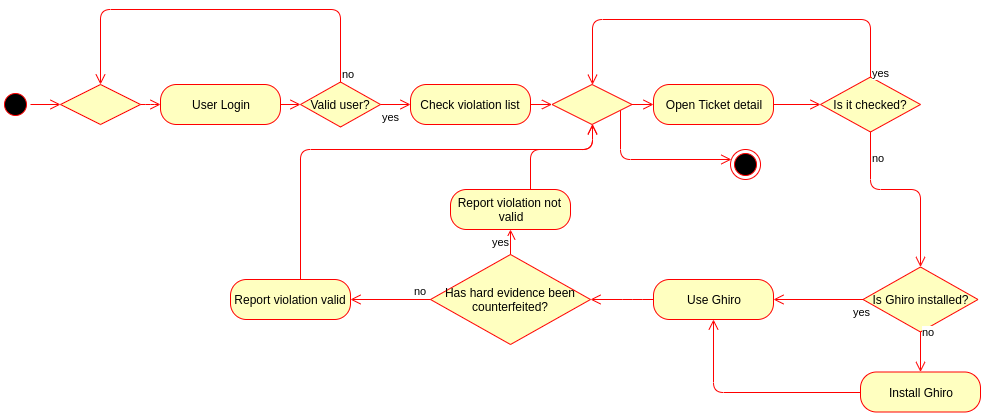 no
yes
User Login
Valid user?
Check violation list
Open Ticket detail
Is it checked?
yes
no
Report violation not
valid
yes
no
Report violation valid
Has hard evidence been
counterfeited?
Use Ghiro
Is Ghiro installed?
yes
no
Install Ghiro